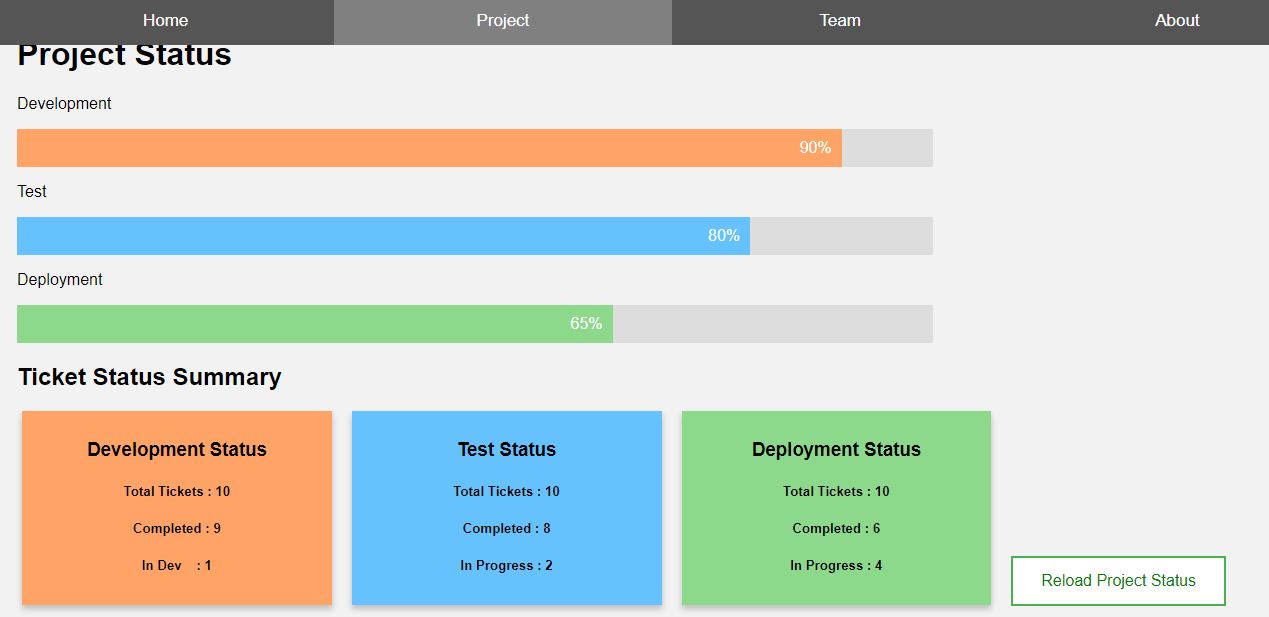 Home Project Team About
Project Status
Development
90%
Test
80%
Deployment
65%
Ticket Status Summary
Development Status Test Status Deployment Status
Total Tickets : 10 Total Tickets : 10 Total Tickets : 10
Completed : 9 Completed : 8 Completed : 6
In Dev : 1 In Progress : 2 In Progress : 4
Reload Project Status